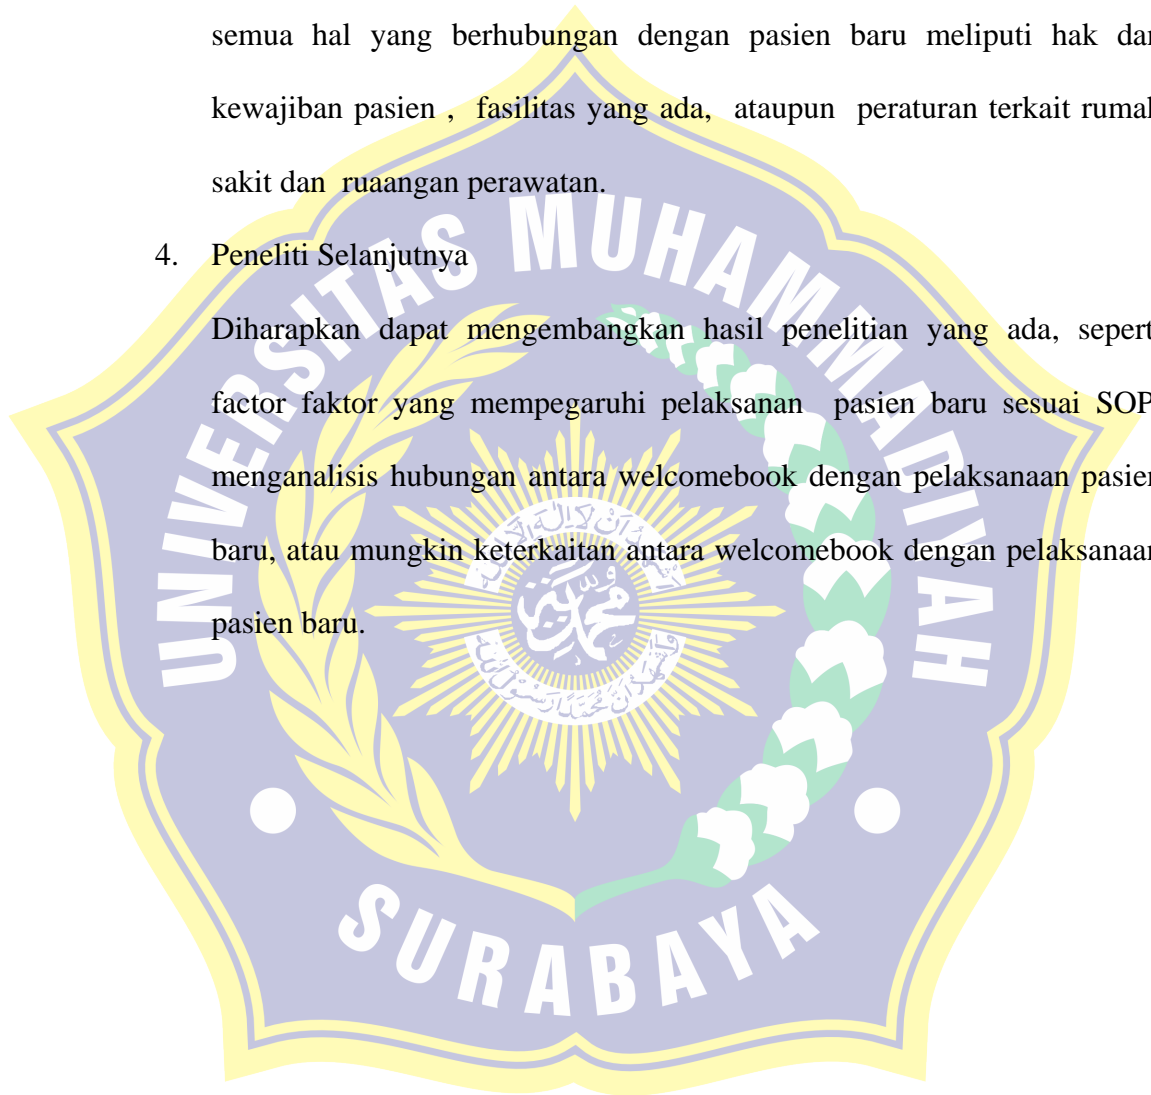 semua hal yang berhubungan dengan pasien baru meliputi hak dan
kewajiban pasien , fasilitas yang ada, ataupun peraturan terkait rumah
sakit dan ruaangan perawatan.
4. Peneliti Selanjutnya
Diharapkan dapat mengembangkan hasil penelitian yang ada, seperti
factor faktor yang mempegaruhi pelaksanan pasien baru sesuai SOP
menganalisis hubungan antara welcomebook dengan pelaksanaan pasien
baru, atau mungkin keterkaitan antara welcomebook dengan pelaksanaan
pasien baru.
UNIVERSITAS MUHAMMADIYAH
SURABAYA